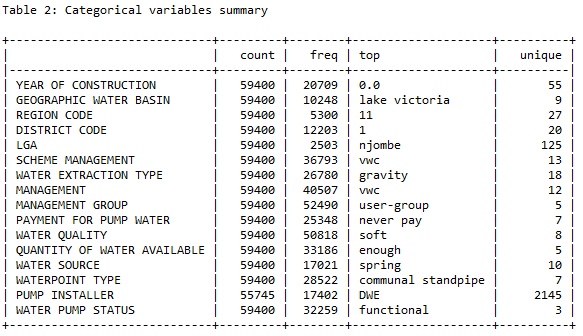 Table 2: Categorical variables summary
+----------------------------+-------+-------+--------------------+----------+
|                            | count |  freq | top                |   unique |
|----------------------------+-------+-------+--------------------+----------|
| YEAR OF CONSTRUCTION       | 59400 | 20709 | 0.0                |       55 |
| GEOGRAPHIC WATER BASIN     | 59400 | 10248 | lake victoria      |        9 |
| REGION CODE                | 59400 |  5300 | 11                 |       27 |
| DISTRICT CODE              | 59400 | 12203 | 1                  |       20 |
| LGA                        | 59400 |  2503 | njombe             |      125 |
| SCHEME MANAGEMENT          | 59400 | 36793 | vwc                |       13 |
| WATER EXTRACTION TYPE      | 59400 | 26780 | gravity            |       18 |
| MANAGEMENT                 | 59400 | 40507 | vwc                |       12 |
| MANAGEMENT GROUP           | 59400 | 52490 | user-group         |        5 |
| PAYMENT FOR PUMP WATER     | 59400 | 25348 | never pay          |        7 |
| WATER QUALITY              | 59400 | 50818 | soft               |        8 |
| QUANTITY OF WATER AVAILABLE | 59400 | 33186 | enough             |        5 |
| WATER SOURCE               | 59400 | 17021 | spring             |       10 |
| WATERPOINT TYPE            | 59400 | 28522 | communal standpipe |        7 |
| PUMP INSTALLER             | 55745 | 17402 | DWE                |     2145 |
| WATER PUMP STATUS          | 59400 | 32259 | functional         |        3 |
+----------------------------+-------+-------+--------------------+----------+